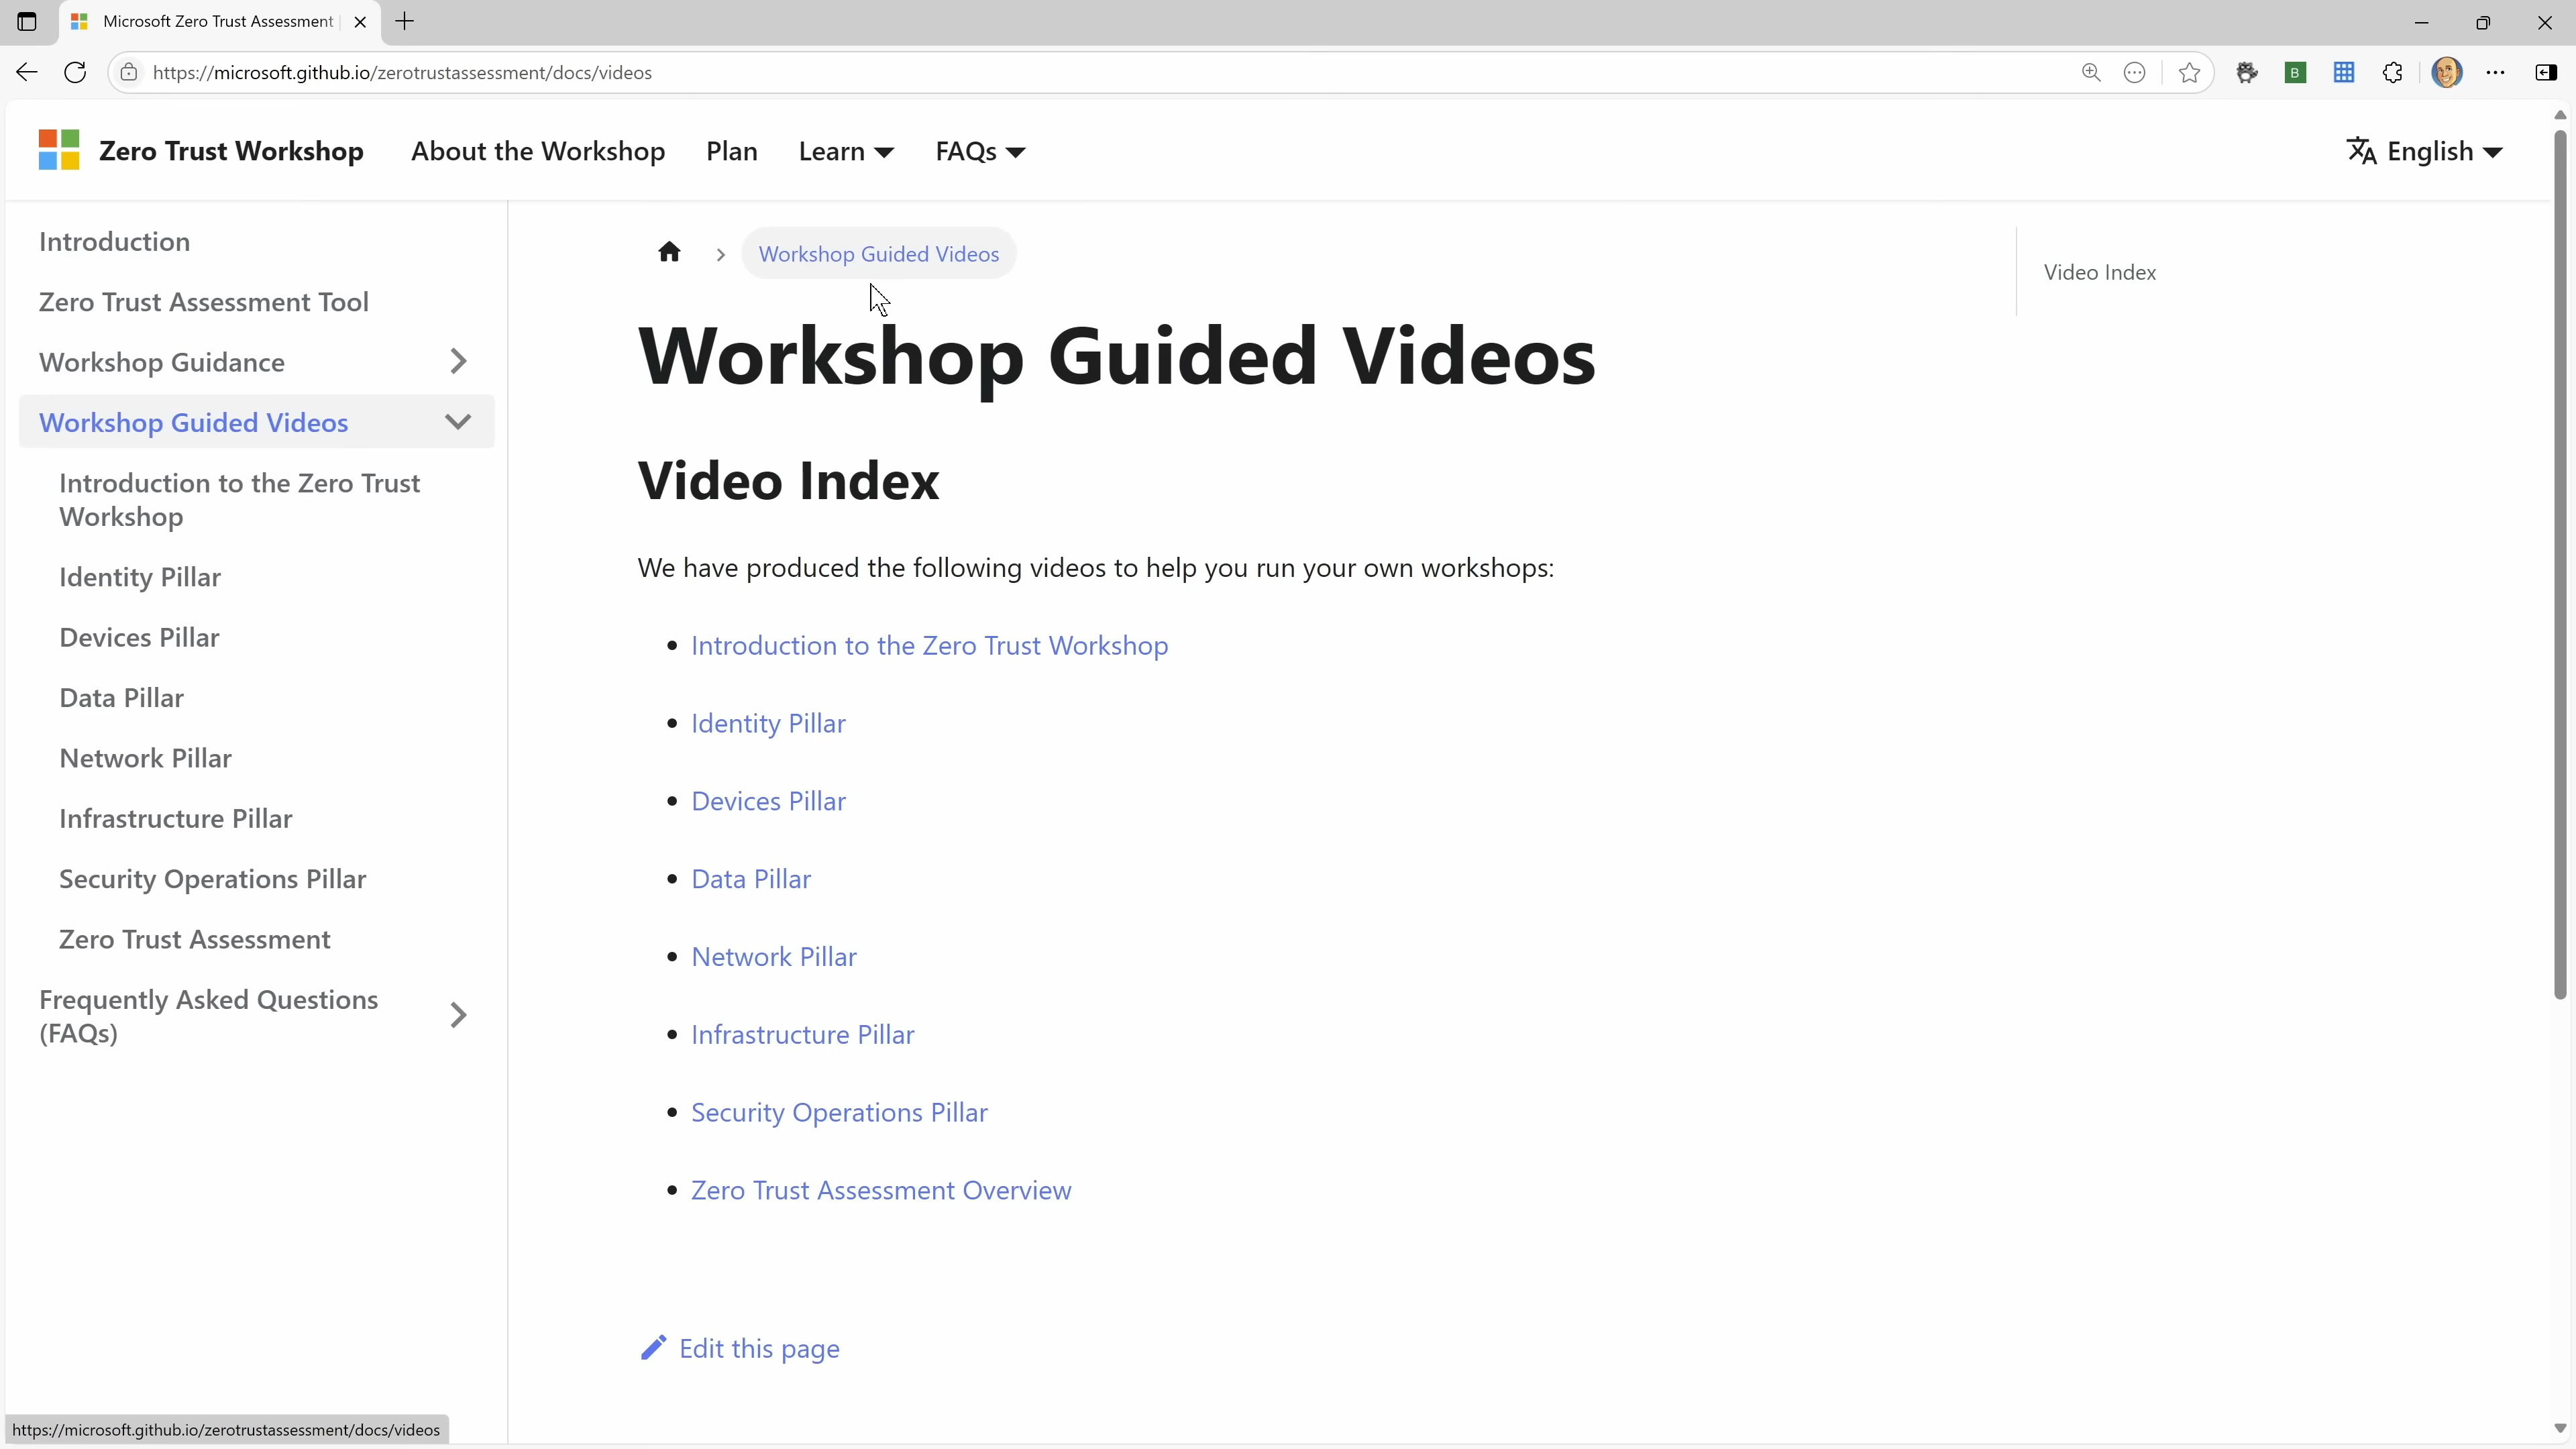 Microsoft Zero Trust Assessment
https://microsoft.github.io/zerotrustassessment/docs/videos
B
Zero Trust Workshop
About the Workshop
Plan
Learn
FAQs
English
Introduction
Zero Trust Assessment Tool
Workshop Guidance
Workshop Guided Videos
Introduction to the Zero Trust
Workshop
Identity Pillar
Devices Pillar
Data Pillar
Network Pillar
Infrastructure Pillar
Security Operations Pillar
Zero Trust Assessment
Frequently Asked Questions
(FAQs)
Workshop Guided Videos
Workshop Guided Videos
Video Index
We have produced the following videos to help you run your own workshops:
Introduction to the Zero Trust Workshop
Identity Pillar
Devices Pillar
Data Pillar
Network Pillar
Infrastructure Pillar
Security Operations Pillar
Zero Trust Assessment Overview
Edit this page
Video Index
https://microsoft.github.io/zerotrustassessment/docs/videos